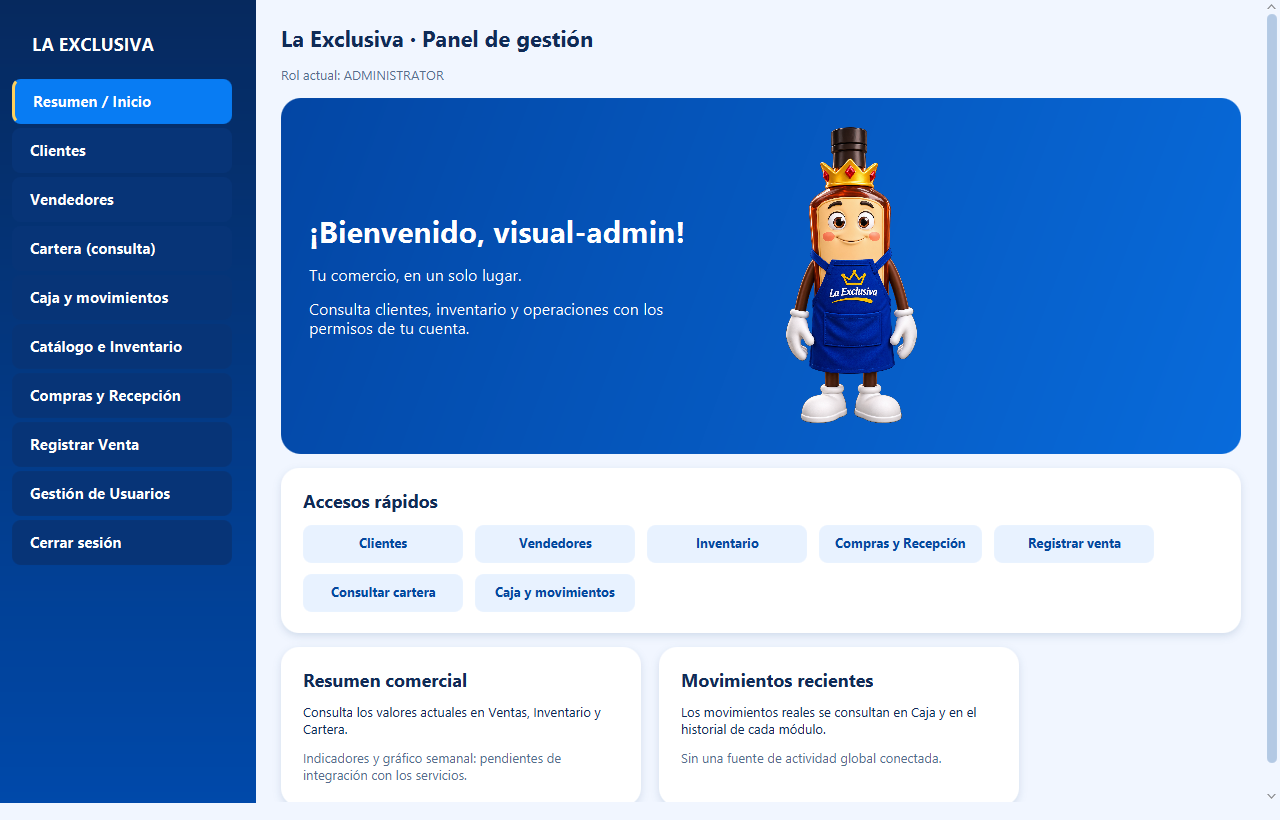 LA EXCLUSIVA
Resumen / Inicio
Clientes
Vendedores
Cartera (consulta)
Caja y movimientos
Catálogo e Inventario
Compras y Recepción
Registrar Venta
Gestión de Usuarios
Cerrar sesión
La Exclusiva · Panel de gestión
Rol actual: ADMINISTRATOR
¡Bienvenido, visual-admin!
Tu comercio, en un solo lugar.
Consulta clientes, inventario y operaciones con los
permisos de tu cuenta.
La Exclusiva
Accesos rápidos
Clientes
Vendedores
Inventario
Compras y Recepción
Registrar venta
Consultar cartera
Caja y movimientos
Resumen comercial
Consulta los valores actuales en Ventas, Inventario y
Cartera.
Indicadores y gráfico semanal: pendientes de
integración con los servicios.
Movimientos recientes
Los movimientos reales se consultan en Caja y en el
historial de cada módulo.
Sin una fuente de actividad global conectada.